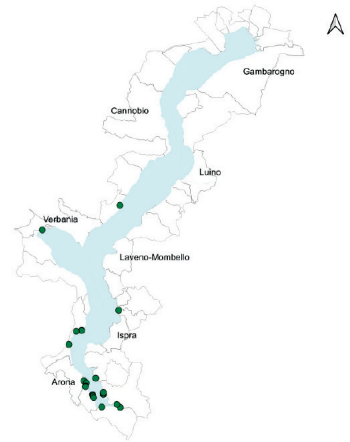 Gambarogno
Cannobio
Luino
Verbania
Laveno-Mombello
Ispra
Arona